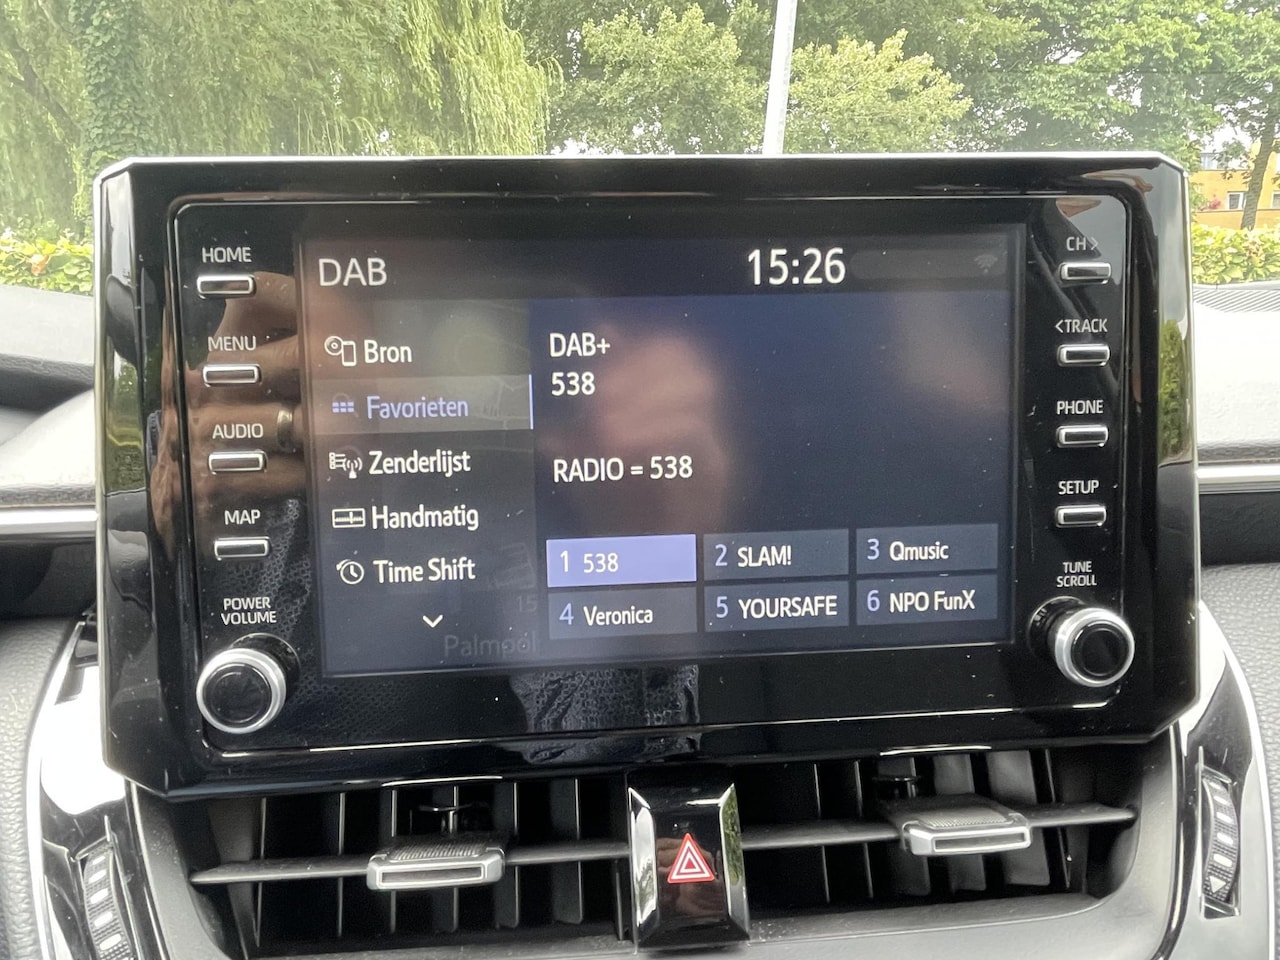 DAB
15:26
HOME
MENU
AUDIO
MAP
POWER
VOLUME
Bron
Favorieten
Zenderlijst
Handmatig
Time Shift
DAB+
538
RADIO = 538
1 538
2 SLAM!
3 Qmusic
4 Veronica
5 YOURSAFE
6 NPO FunX
CH>
<TRACK
PHONE
SETUP
TUNE
SCROLL